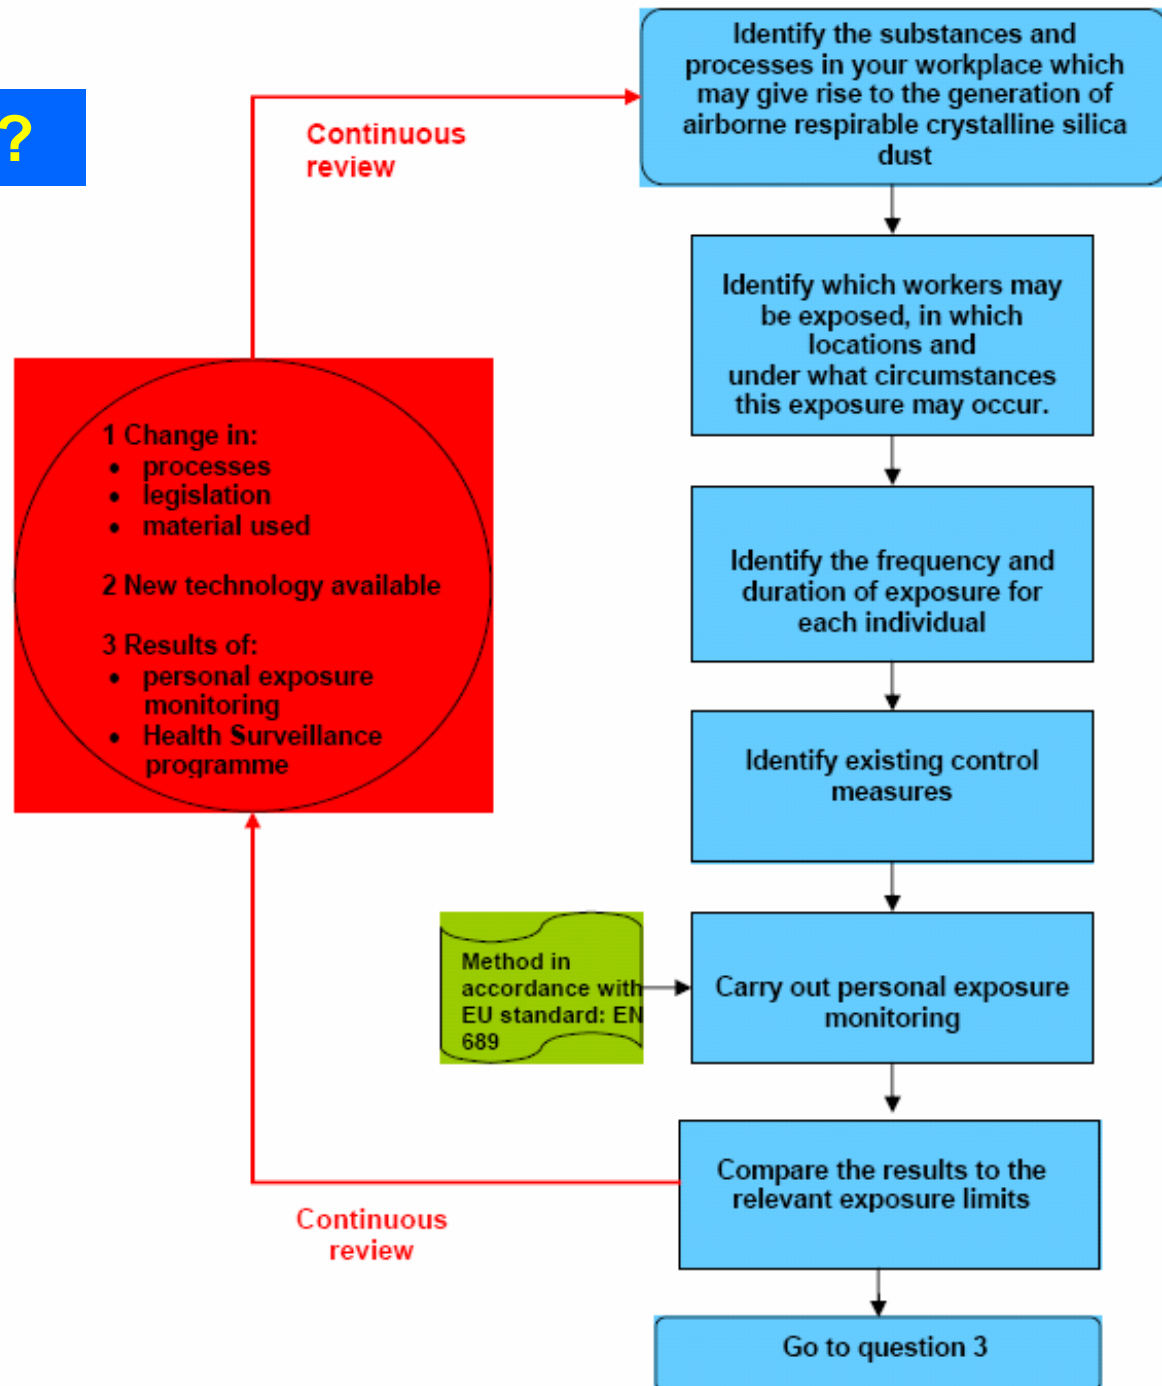 ?
Continuous
review
Identify the substances and
processes in your workplace which
may give rise to the generation of
airborne respirable crystalline silica
dust
Identify which workers may
be exposed, in which
locations and
under what circumstances
this exposure may occur.
1 Change in:
• processes
• legislation
• material used
2 New technology available
3 Results of:
• personal exposure
monitoring
• Health Surveillance
programme
Identify the frequency and
duration of exposure for
each individual
Identify existing control
measures
Method in
accordance with
EU standard: EN
689
Carry out personal exposure
monitoring
Compare the results to the
relevant exposure limits
Continuous
review
Go to question 3